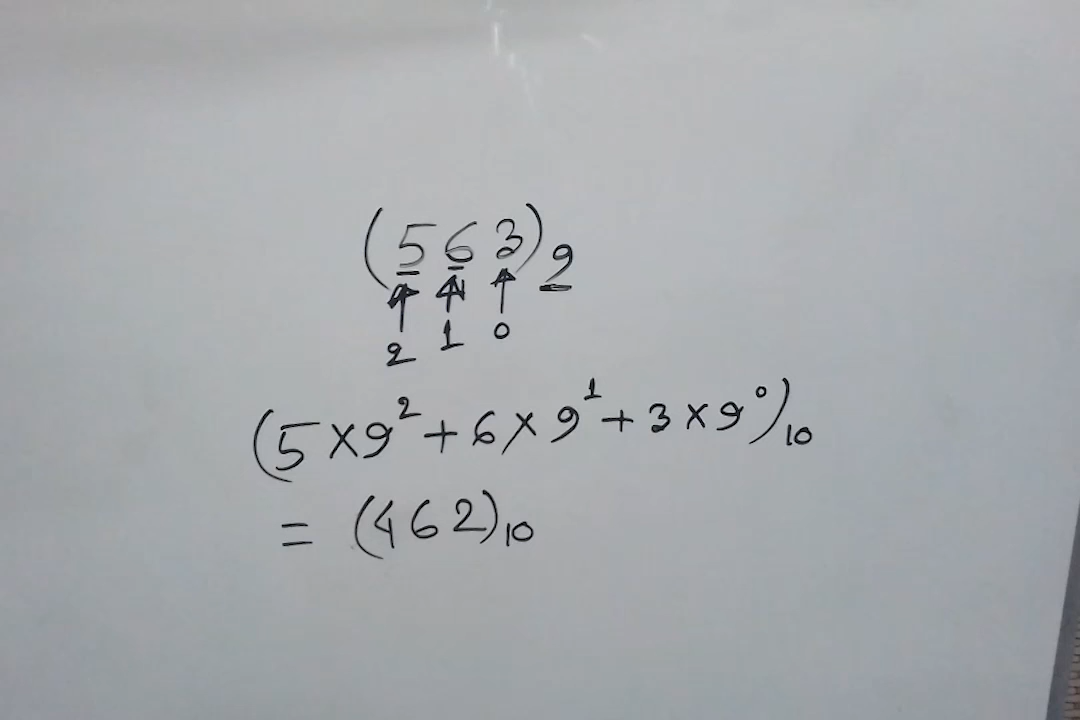 (563)9
2 1 0
(5×9²+6×9¹+3×9⁰)₁₀
= (462)₁₀